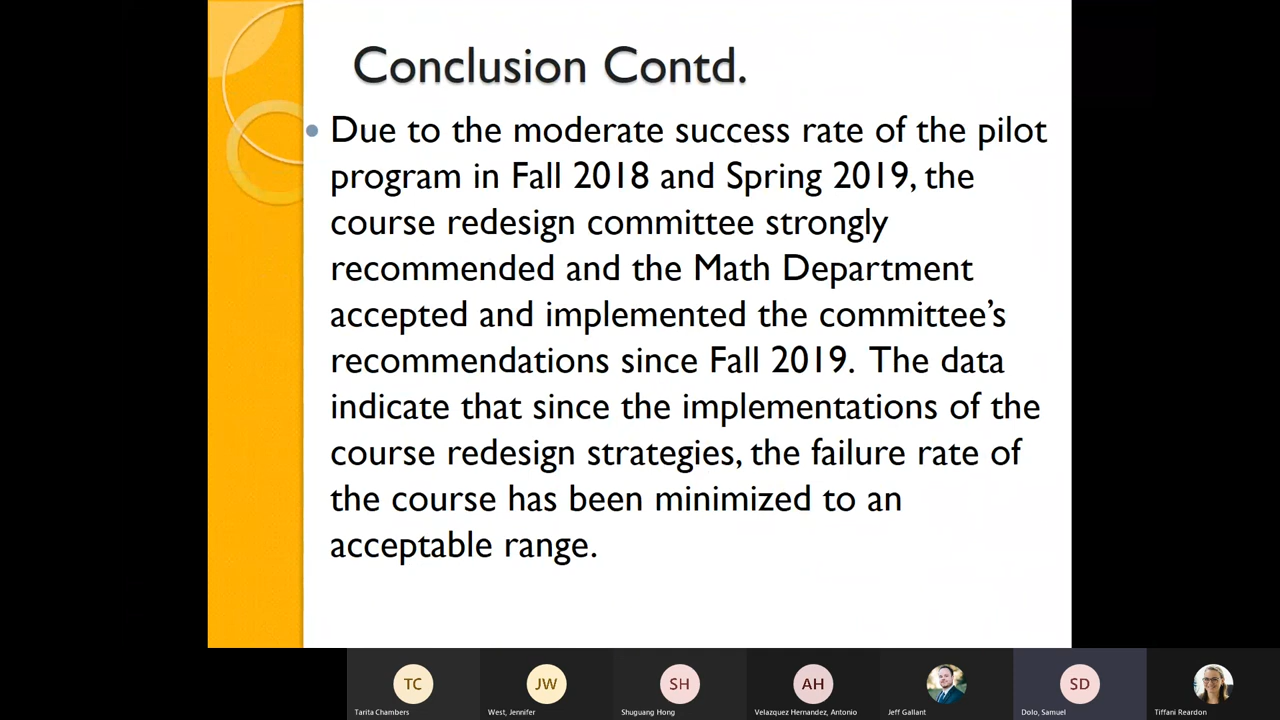 Conclusion Contd.
Due to the moderate success rate of the pilot
program in Fall 2018 and Spring 2019, the
course redesign committee strongly
recommended and the Math Department
accepted and implemented the committee’s
recommendations since Fall 2019. The data
indicate that since the implementations of the
course redesign strategies, the failure rate of
the course has been minimized to an
acceptable range.
TC
JW
SH
AH
SD
Tarita Chambers
West, Jennifer
Shuguang Hong
Velazquez Hernandez, Antonio
Jeff Gallant
Dolo, Samuel
Tiffani Reardon